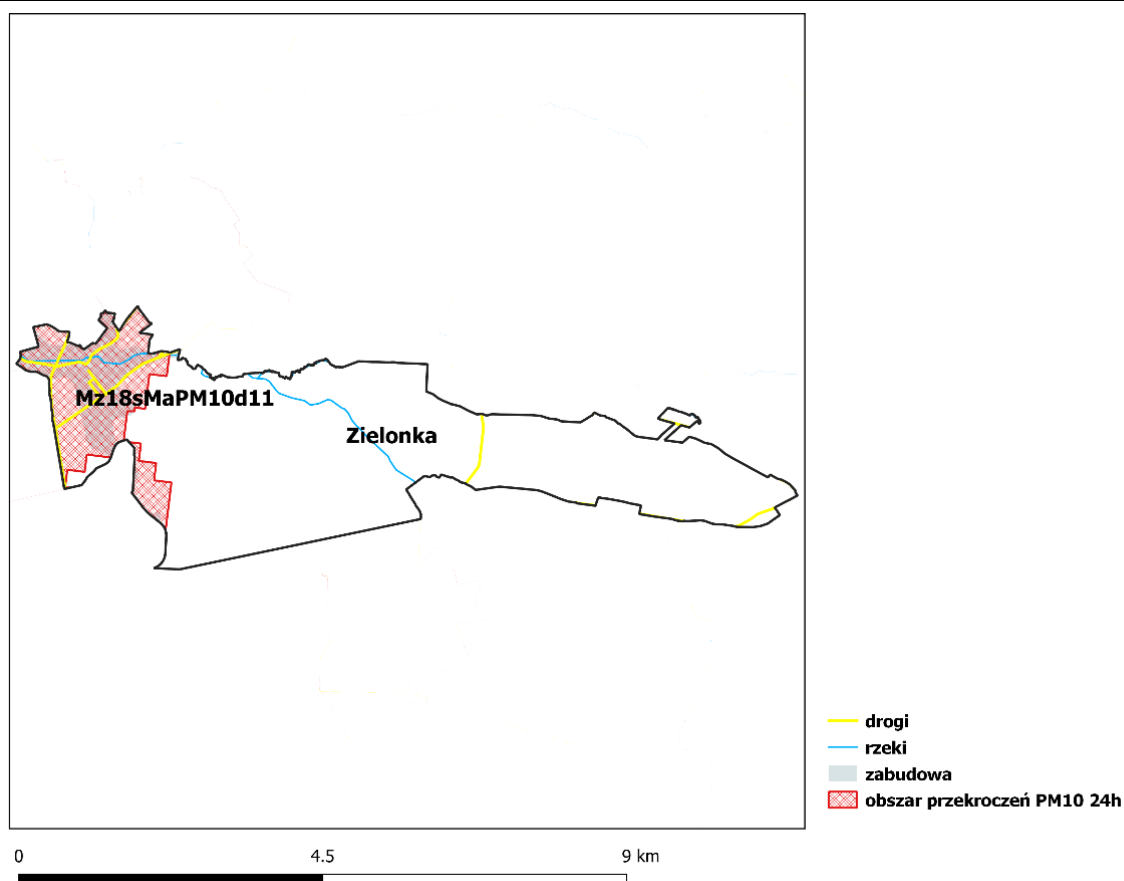 Mz18sMaPM10d11
Zielonka
drogi
rzeki
zabudowa
obszar przekroczeń PM10 24h
0 4.5 9 km